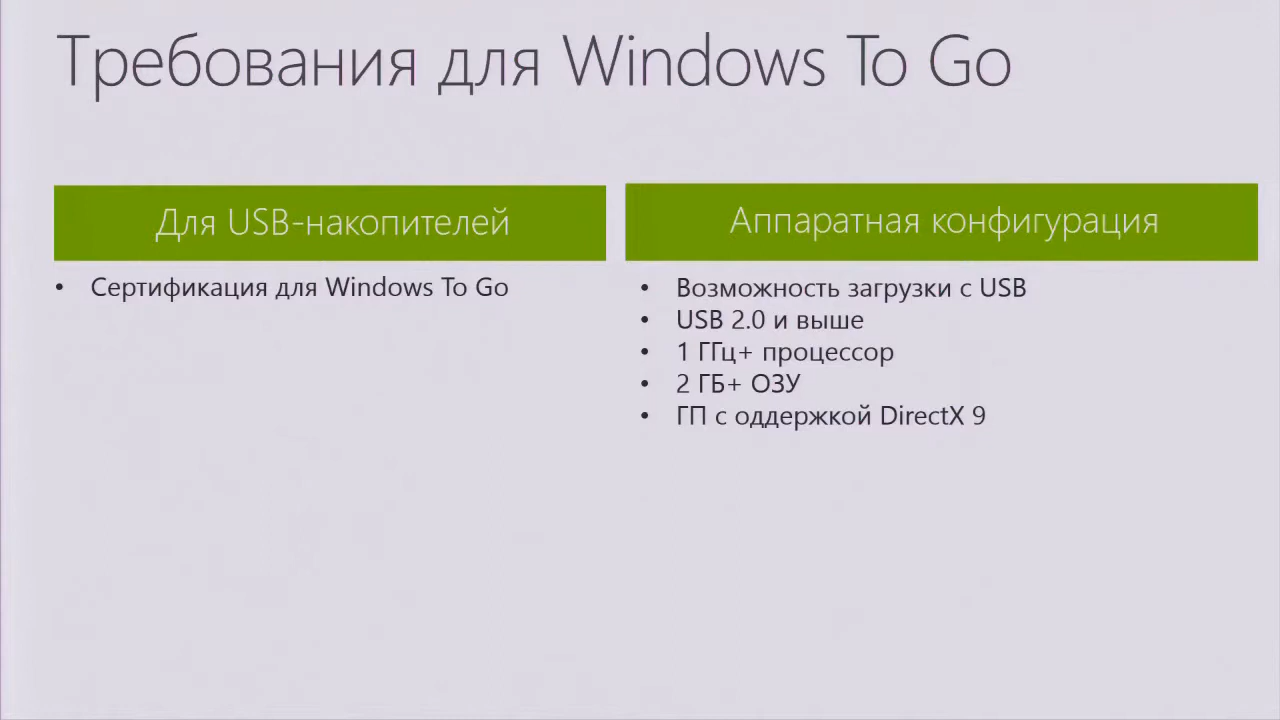 Требования для Windows To Go
Для USB-накопителей
• Сертификация для Windows To Go
Аппаратная конфигурация
• Возможность загрузки с USB
• USB 2.0 и выше
• 1 ГГц+ процессор
• 2 ГБ+ ОЗУ
• ГП с оддержкой DirectX 9